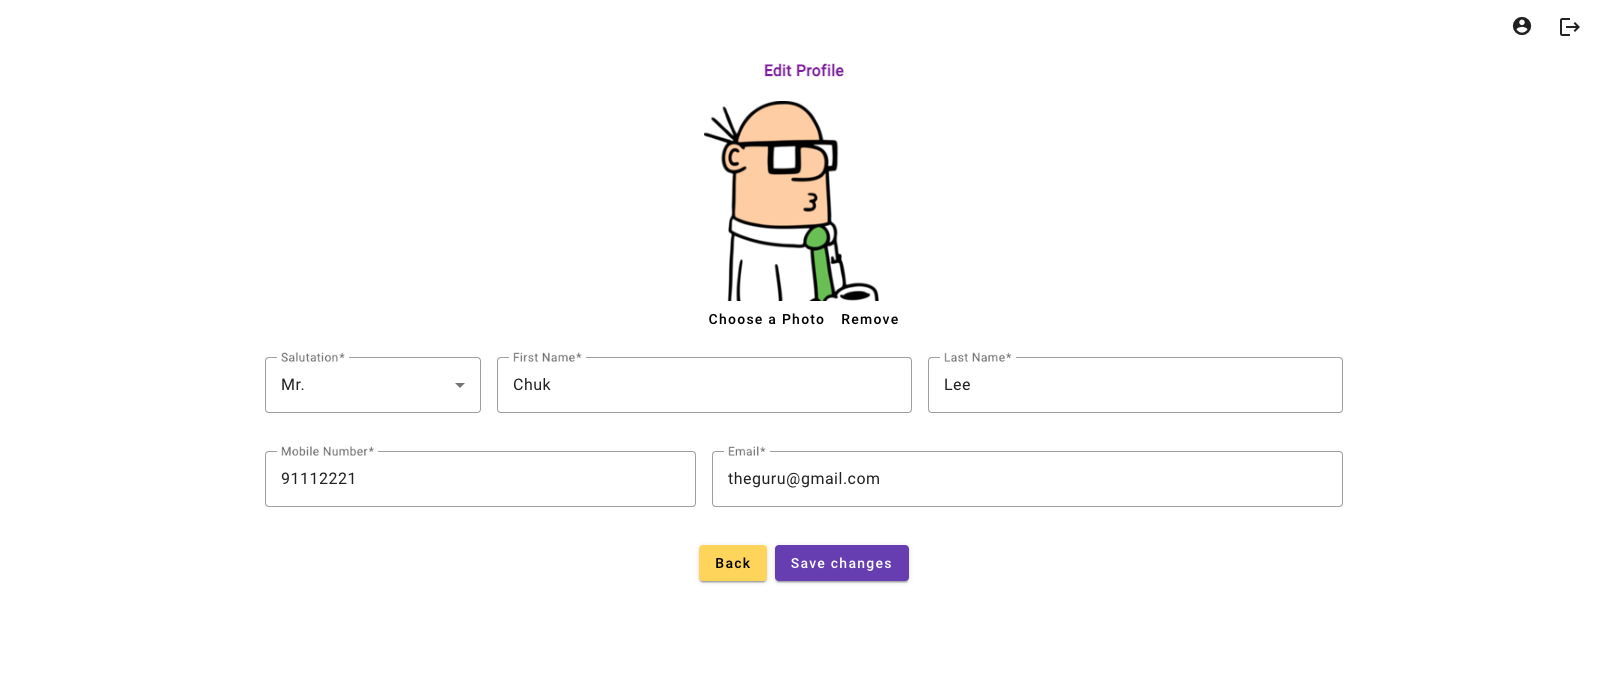 Edit Profile
Choose a Photo Remove
Salutation* First Name* Last Name*
Mr. Chuk Lee
Mobile Number* Email*
91112221 theguru@gmail.com
Back Save changes